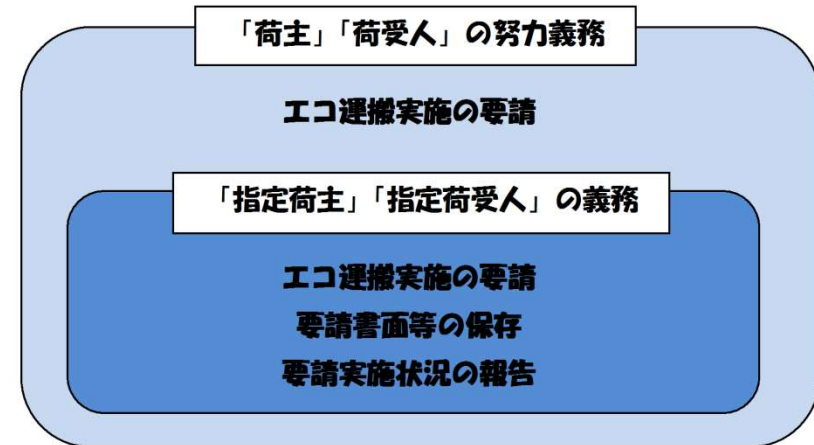 「荷主」「荷受人」の努力義務
エコ運搬実施の要請
「指定荷主」「指定荷受人」の義務
エコ運搬実施の要請
要請書面等の保存
要請実施状況の報告